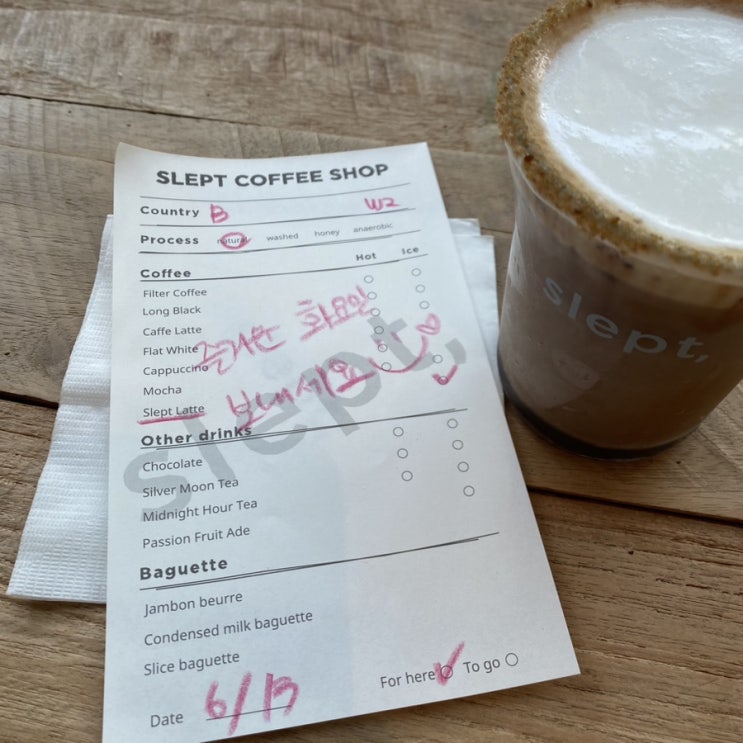 SLEPT COFFEE SHOP
Country B W2
Process natural washed honey anaerobic
Coffee Hot Ice
Filter Coffee
Long Black
Caffe Latte
Flat White
즐거운 화요일
Cappuccino
Mocha
보내세요
Slept Latte
slept,
Other drinks
Chocolate
Silver Moon Tea
Midnight Hour Tea
Passion Fruit Ade
Baguette
Jambon beurre
Condensed milk baguette
Slice baguette
For here To go
Date 6/13
slept,